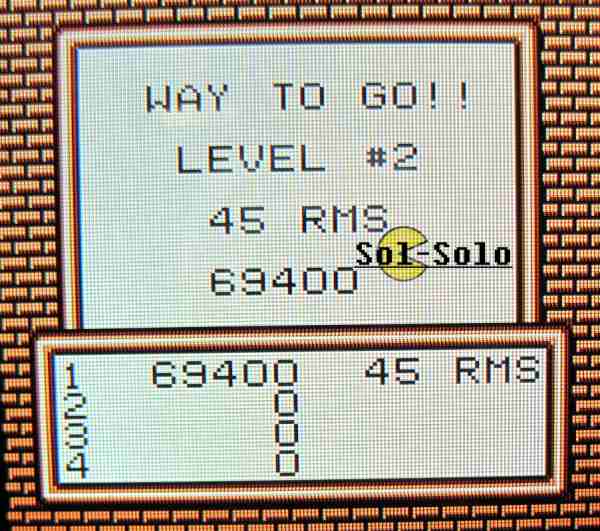 WAY TO GO!!
LEVEL #2
45 RMS
69400
Sol-Solo
1 69400 45 RMS
2 0
3 0
4 0